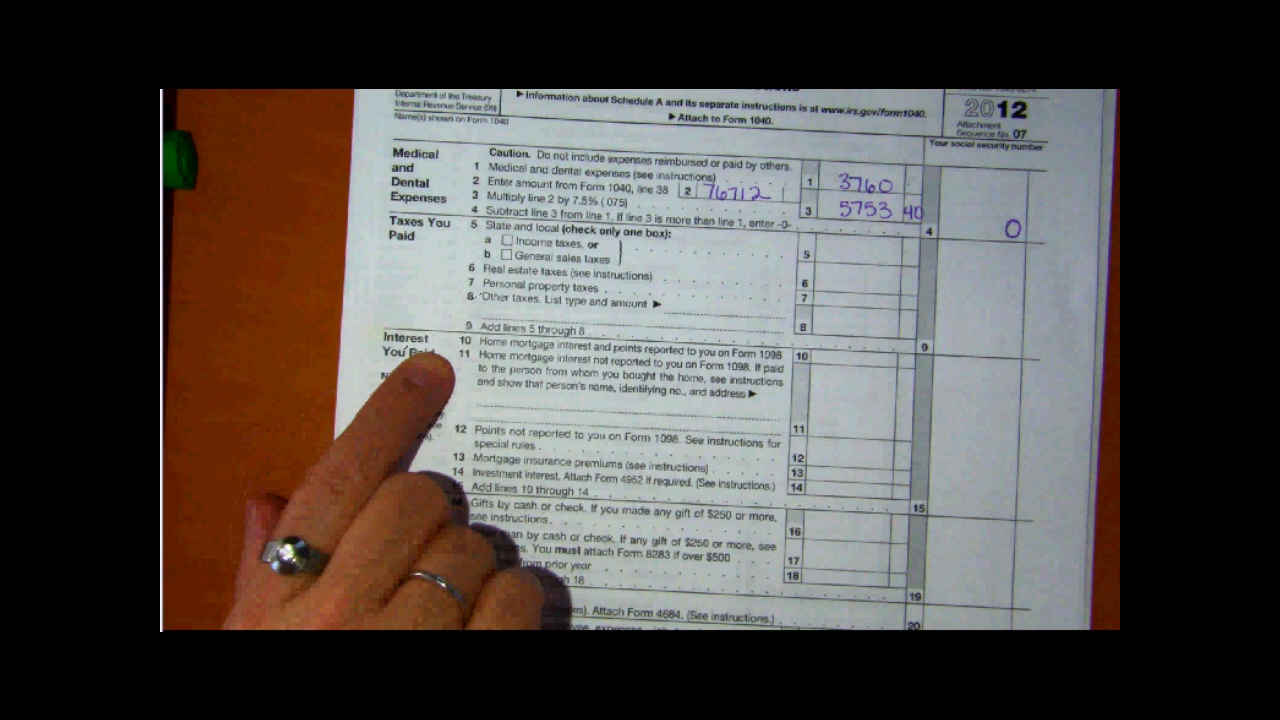 Department of the Treasury
Internal Revenue Service (99)
▶ Information about Schedule A and its separate instructions is at www.irs.gov/form1040.
▶ Attach to Form 1040.
2012
Attachment
Sequence No. 07
Name(s) shown on Form 1040
Your social security number
Medical and Dental Expenses
Caution. Do not include expenses reimbursed or paid by others.
1 Medical and dental expenses (see instructions) 1 3760
2 Enter amount from Form 1040, line 38 2 76712
3 Multiply line 2 by 7.5% (.075) 3 5753 40
4 Subtract line 3 from line 1. If line 3 is more than line 1, enter -0- 4 0
Taxes You Paid
5 State and local (check only one box):
a Income taxes, or
b General sales taxes 5
6 Real estate taxes (see instructions) 6
7 Personal property taxes 7
8 Other taxes. List type and amount ▶
8
9 Add lines 5 through 8 9
Interest You
10 Home mortgage interest and points reported to you on Form 1098 10
11 Home mortgage interest not reported to you on Form 1098. If paid
to the person from whom you bought the home, see instructions
and show that person's name, identifying no., and address ▶
11
12 Points not reported to you on Form 1098. See instructions for
special rules 12
13 Mortgage insurance premiums (see instructions) 13
14 Investment interest. Attach Form 4952 if required. (See instructions.) 14
15 Add lines 10 through 14 15
Gifts by cash or check. If you made any gift of $250 or more,
see instructions 16
than by cash or check. If any gift of $250 or more, see
You must attach Form 8283 if over $500 17
from prior year 18
18 19
Attach Form 4684. (See instructions.) 20